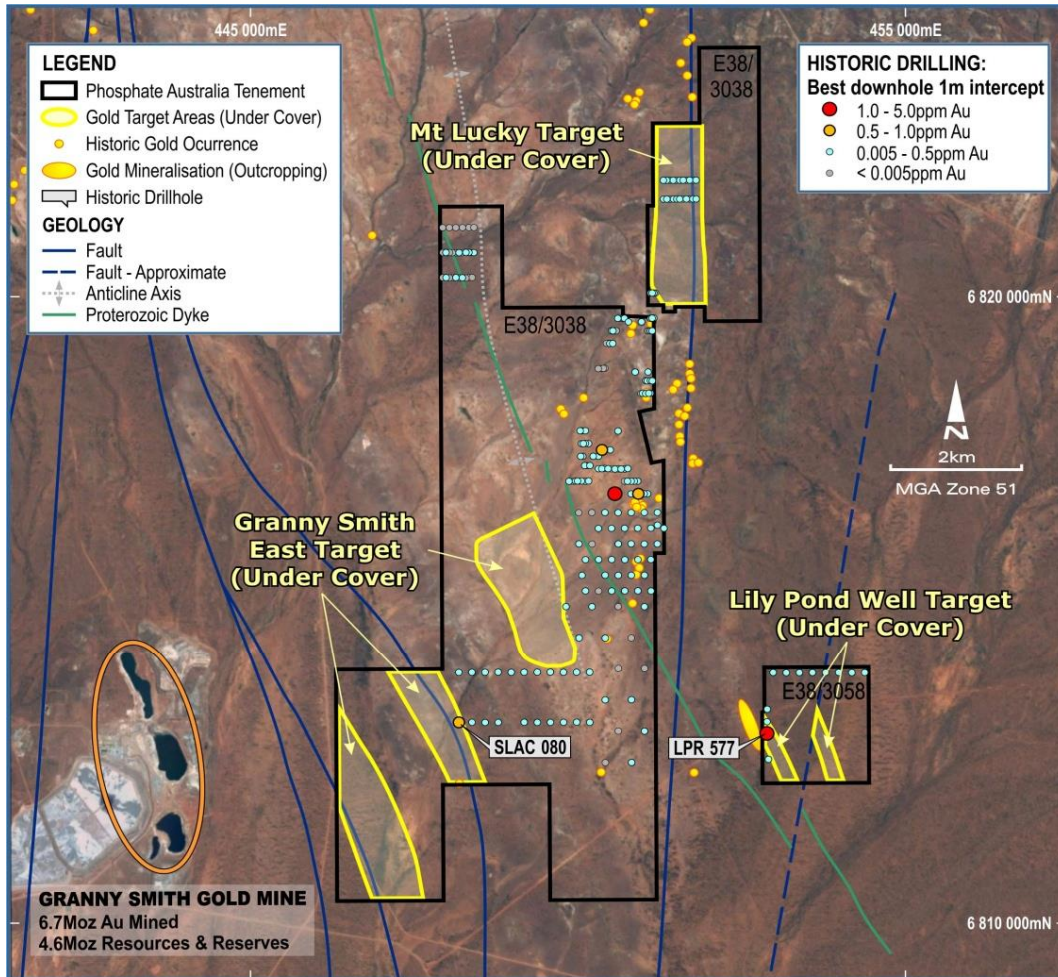 445 000mE
455 000mE
LEGEND
Phosphate Australia Tenement
Gold Target Areas (Under Cover)
Historic Gold Ocurrence
Gold Mineralisation (Outcropping)
Historic Drillhole
GEOLOGY
Fault
Fault - Approximate
Anticline Axis
Proterozoic Dyke
E38/
3038
HISTORIC DRILLING:
Best downhole 1m intercept
1.0 - 5.0ppm Au
0.5 - 1.0ppm Au
0.005 - 0.5ppm Au
< 0.005ppm Au
Mt Lucky Target
(Under Cover)
6 820 000mN
E38/3038
N
2km
MGA Zone 51
Granny Smith
East Target
(Under Cover)
Lily Pond Well Target
(Under Cover)
E38/3058
SLAC 080
LPR 577
GRANNY SMITH GOLD MINE
6.7Moz Au Mined
4.6Moz Resources & Reserves
6 810 000mN